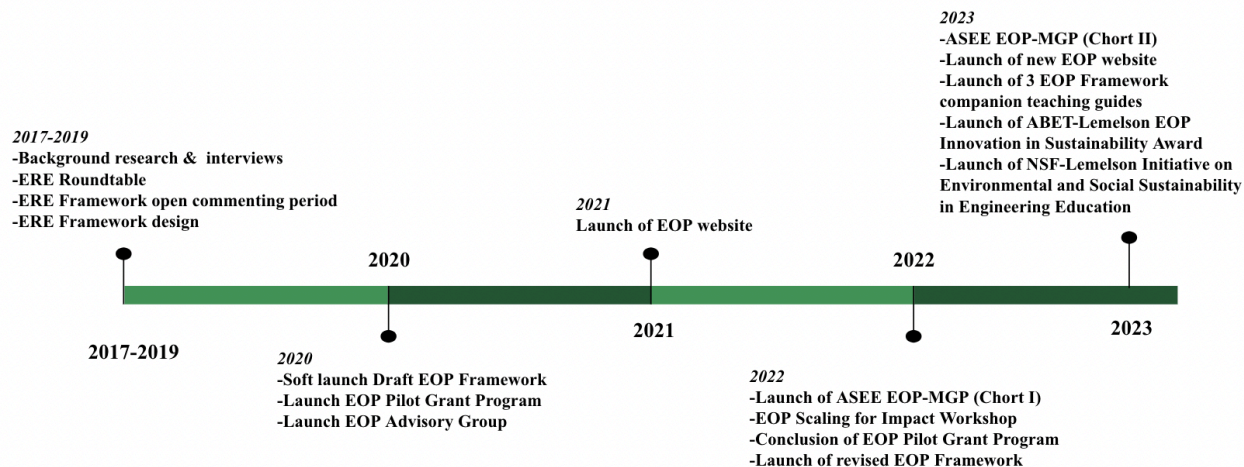 2023
-ASEE EOP-MGP (Chort II)
-Launch of new EOP website
-Launch of 3 EOP Framework
companion teaching guides
-Launch of ABET-Lemelson EOP
Innovation in Sustainability Award
-Launch of NSF-Lemelson Initiative on
Environmental and Social Sustainability
in Engineering Education
2017-2019
-Background research & interviews
-ERE Roundtable
-ERE Framework open commenting period
-ERE Framework design
2021
Launch of EOP website
2020
2022
2017-2019
2021
2023
2020
-Soft launch Draft EOP Framework
-Launch EOP Pilot Grant Program
-Launch EOP Advisory Group
2022
-Launch of ASEE EOP-MGP (Chort I)
-EOP Scaling for Impact Workshop
-Conclusion of EOP Pilot Grant Program
-Launch of revised EOP Framework